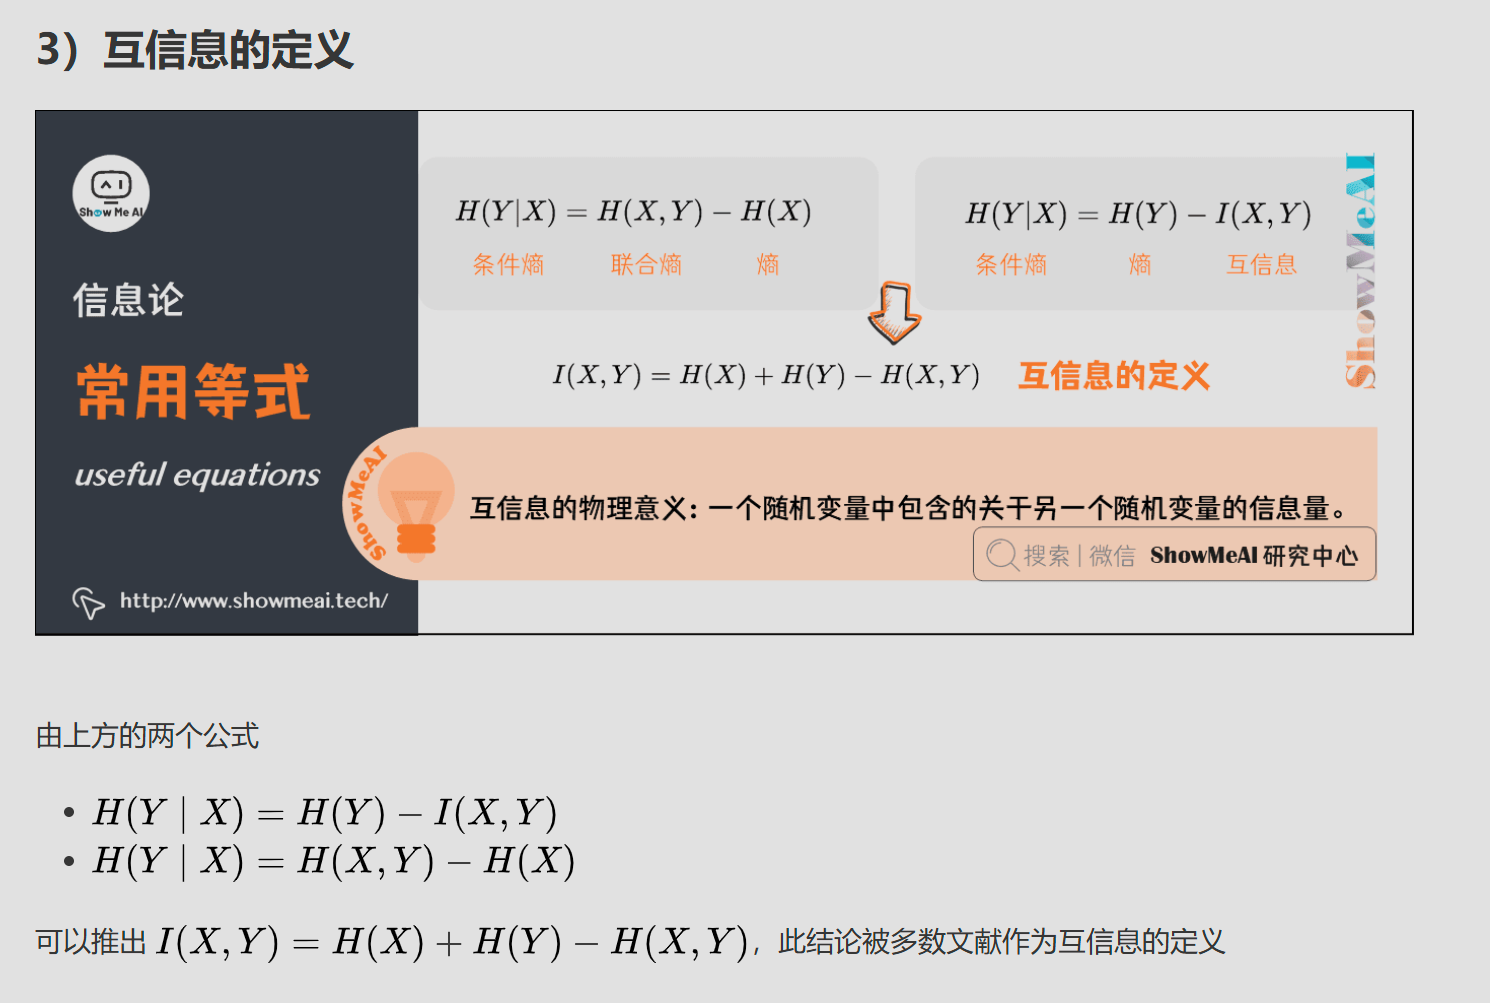 3）互信息的定义
Show Me AI
信息论
常用等式
useful equations
http://www.showmeai.tech/
H(Y|X) = H(X,Y) − H(X)
条件熵 联合熵 熵
H(Y|X) = H(Y) − I(X,Y)
条件熵 熵 互信息
ShowMeAI
I(X,Y) = H(X) + H(Y) − H(X,Y) 互信息的定义
ShowMeAI
互信息的物理意义: 一个随机变量中包含的关于另一个随机变量的信息量。
搜索 | 微信 ShowMeAI 研究中心
由上方的两个公式
• H(Y | X) = H(Y) − I(X,Y)
• H(Y | X) = H(X,Y) − H(X)
可以推出 I(X,Y) = H(X) + H(Y) − H(X,Y)，此结论被多数文献作为互信息的定义